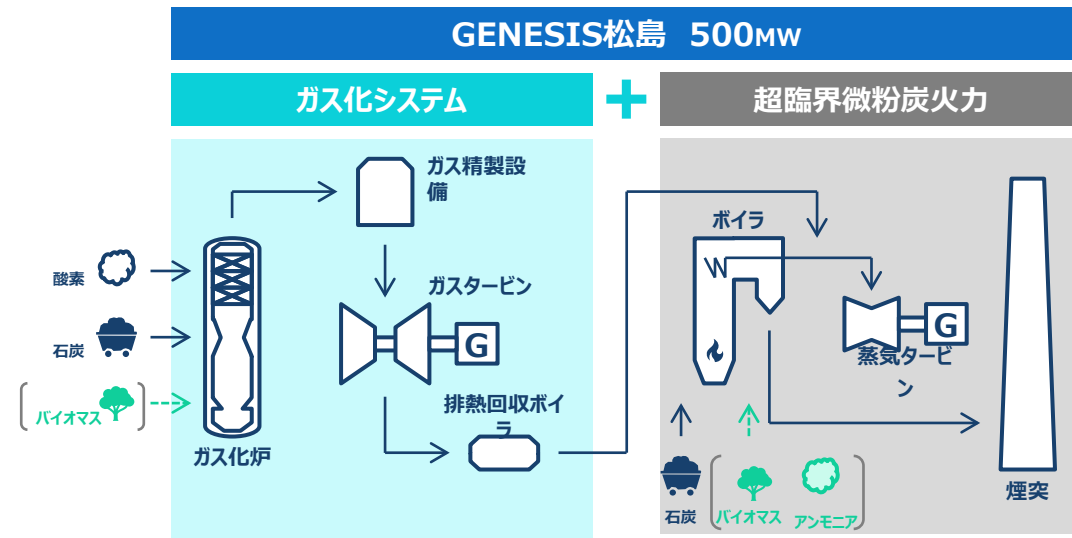 GENESIS松島 500MW
ガス化システム
超臨界微粉炭火力
ガス精製設
備
ボイラ
酸素
ガスタービン
G
G
石炭
蒸気タービ
ン
バイオマス
排熱回収ボイ
ラ
ガス化炉
煙突
石炭
バイオマス
アンモニア